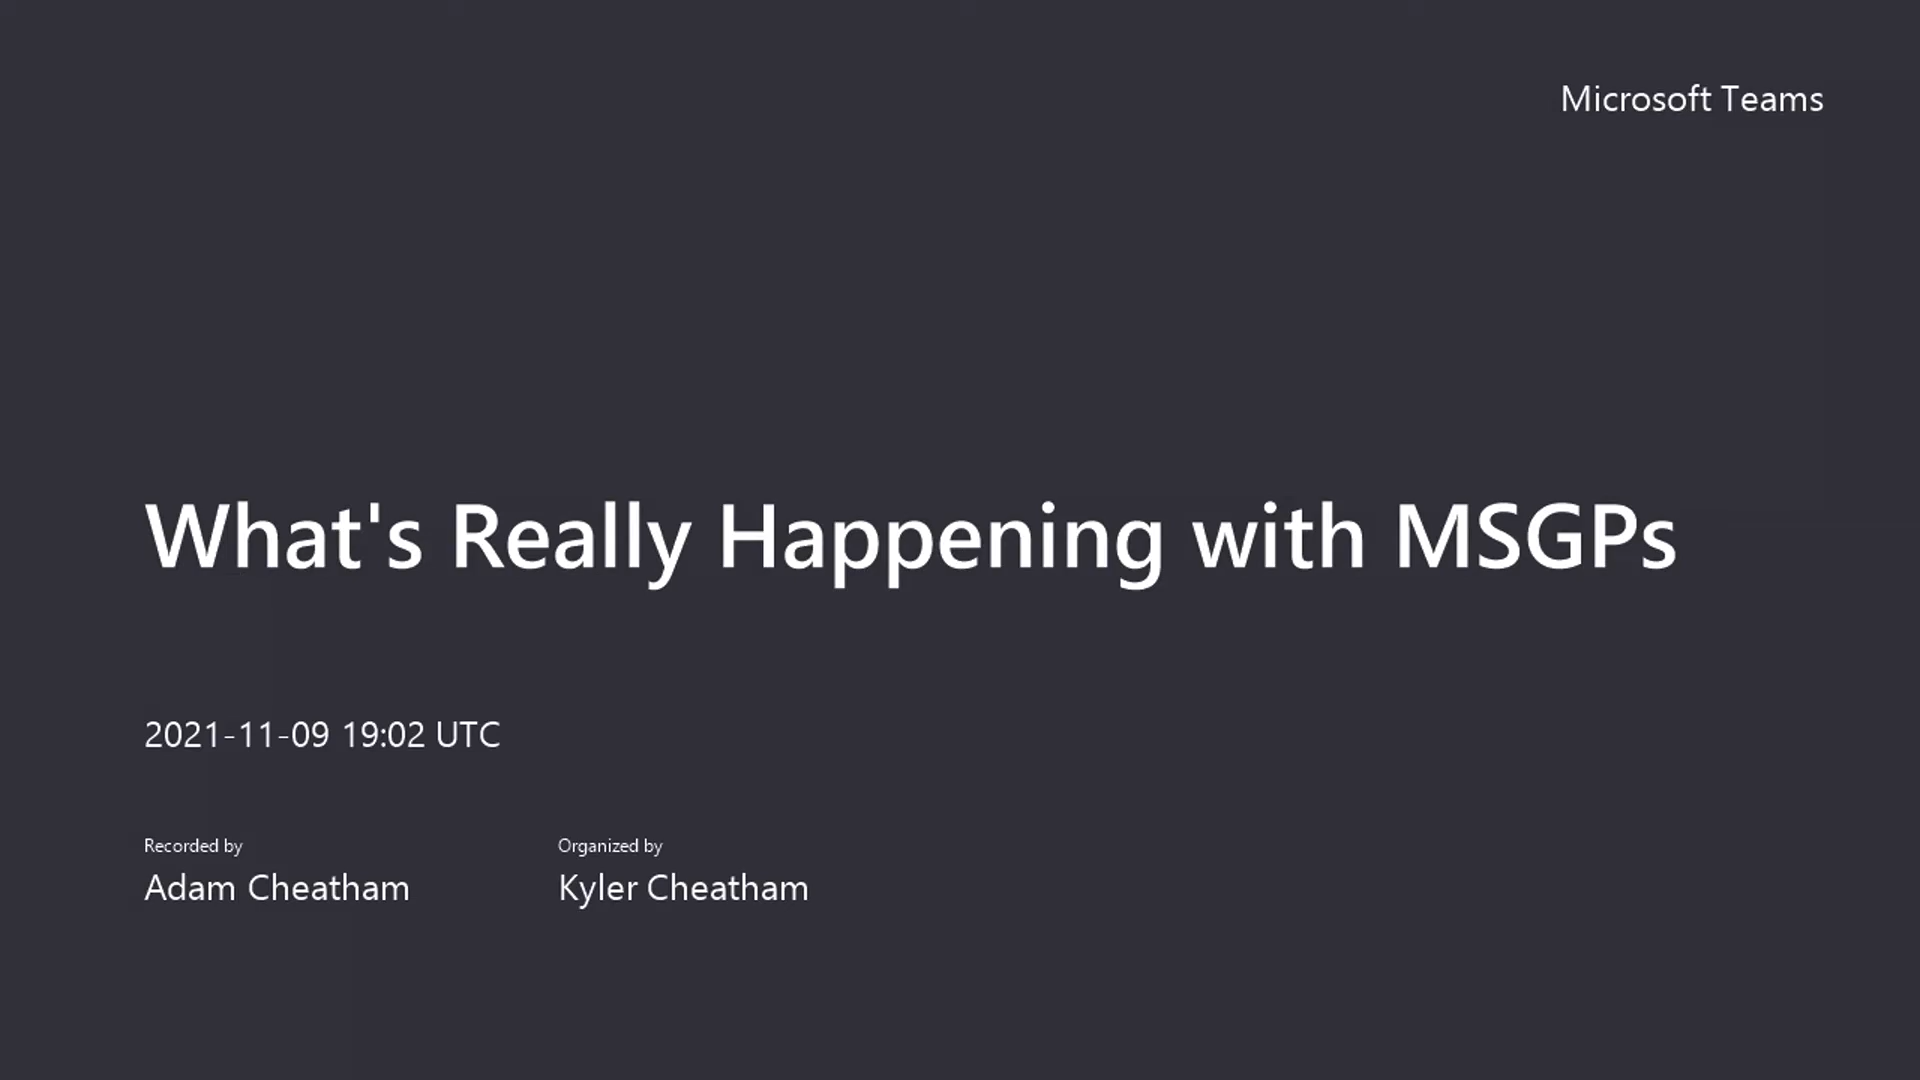 Microsoft Teams
What's Really Happening with MSGPs
2021-11-09 19:02 UTC
Recorded by
Adam Cheatham
Organized by
Kyler Cheatham